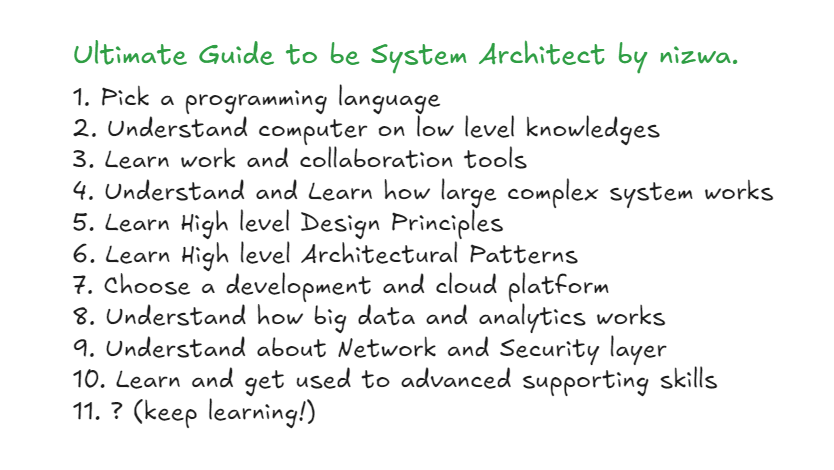 Ultimate Guide to be System Architect by nizwa.
1. Pick a programming language
2. Understand computer on low level knowledges
3. Learn work and collaboration tools
4. Understand and Learn how large complex system works
5. Learn High level Design Principles
6. Learn High level Architectural Patterns
7. Choose a development and cloud platform
8. Understand how big data and analytics works
9. Understand about Network and Security layer
10. Learn and get used to advanced supporting skills
11. ? (keep learning!)